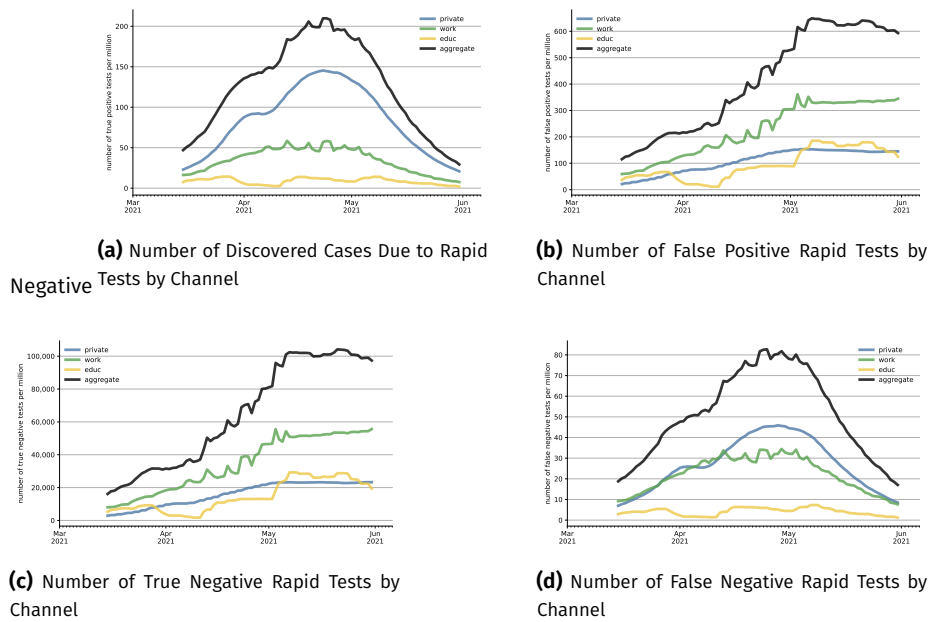 number of true positive tests per million
200
150
100
50
0
private
work
educ
aggregate
Mar
2021
Apr
2021
May
2021
Jun
2021
(a) Number of Discovered Cases Due to Rapid
Tests by Channel
number of false positive tests per million
600
500
400
300
200
100
0
private
work
educ
aggregate
Mar
2021
Apr
2021
May
2021
Jun
2021
(b) Number of False Positive Rapid Tests by
Channel
Negative
number of true negative tests per million
100,000
80,000
60,000
40,000
20,000
0
private
work
educ
aggregate
Mar
2021
Apr
2021
May
2021
Jun
2021
(c) Number of True Negative Rapid Tests by
Channel
number of false negative tests per million
80
70
60
50
40
30
20
10
0
private
work
educ
aggregate
Mar
2021
Apr
2021
May
2021
Jun
2021
(d) Number of False Negative Rapid Tests by
Channel